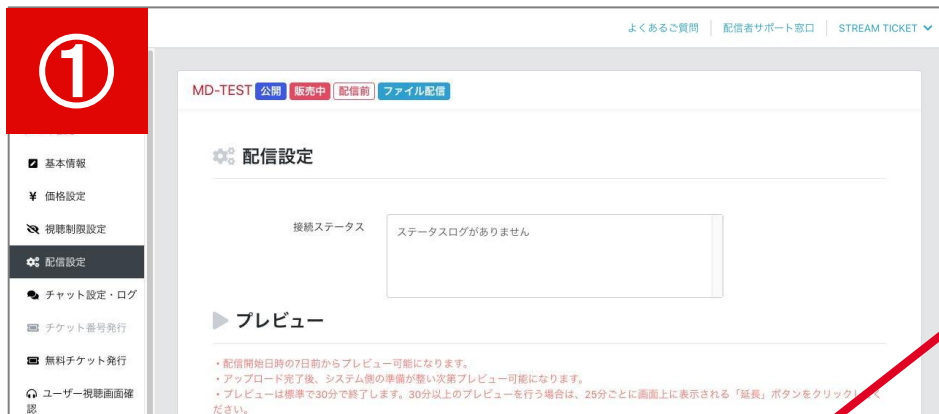 ①
よくあるご質問 配信者サポート窓口 STREAM TICKET
MD-TEST 公開 販売中 配信前 ファイル配信
基本情報
¥ 価格設定
視聴制限設定
配信設定
チャット設定・ログ
チケット番号発行
無料チケット発行
ユーザー視聴画面確
認
配信設定
接続ステータス
ステータスログがありません
プレビュー
・配信開始日時の7日前からプレビュー可能になります。
・アップロード完了後、システム側の準備が整い次第プレビュー可能になります。
・プレビューは標準で30分で終了します。30分以上のプレビューを行う場合は、25分ごとに画面上に表示される「延長」ボタンをクリックしてく
ださい。